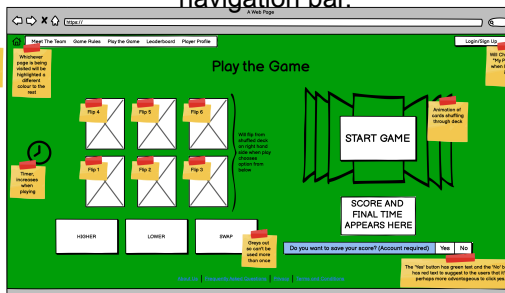 navigation bar.
A Web Page
https://
Meet The Team Game Rules Play the Game Leaderboard Player Profile
Login/Sign Up
Whichever
page is being
visited will be
highlighted a
different
colour to the
rest
Play the Game
Flip 4
Flip 5
Flip 6
Flip 1
Flip 2
Flip 3
Will flip from
shuffled deck
on right hand
side when play
chooses
option from
below
Animation of
cards shuffling
through deck
START GAME
Timer,
increases
when
playing
SCORE AND
FINAL TIME
APPEARS HERE
HIGHER
LOWER
SWAP
Greys out
so can't be
used more
than once
Do you want to save your score? (Account required) Yes No
The 'Yes' button has green text and the 'No' b
has red text to suggest to the users that it'
perhaps more advantageous to click yes